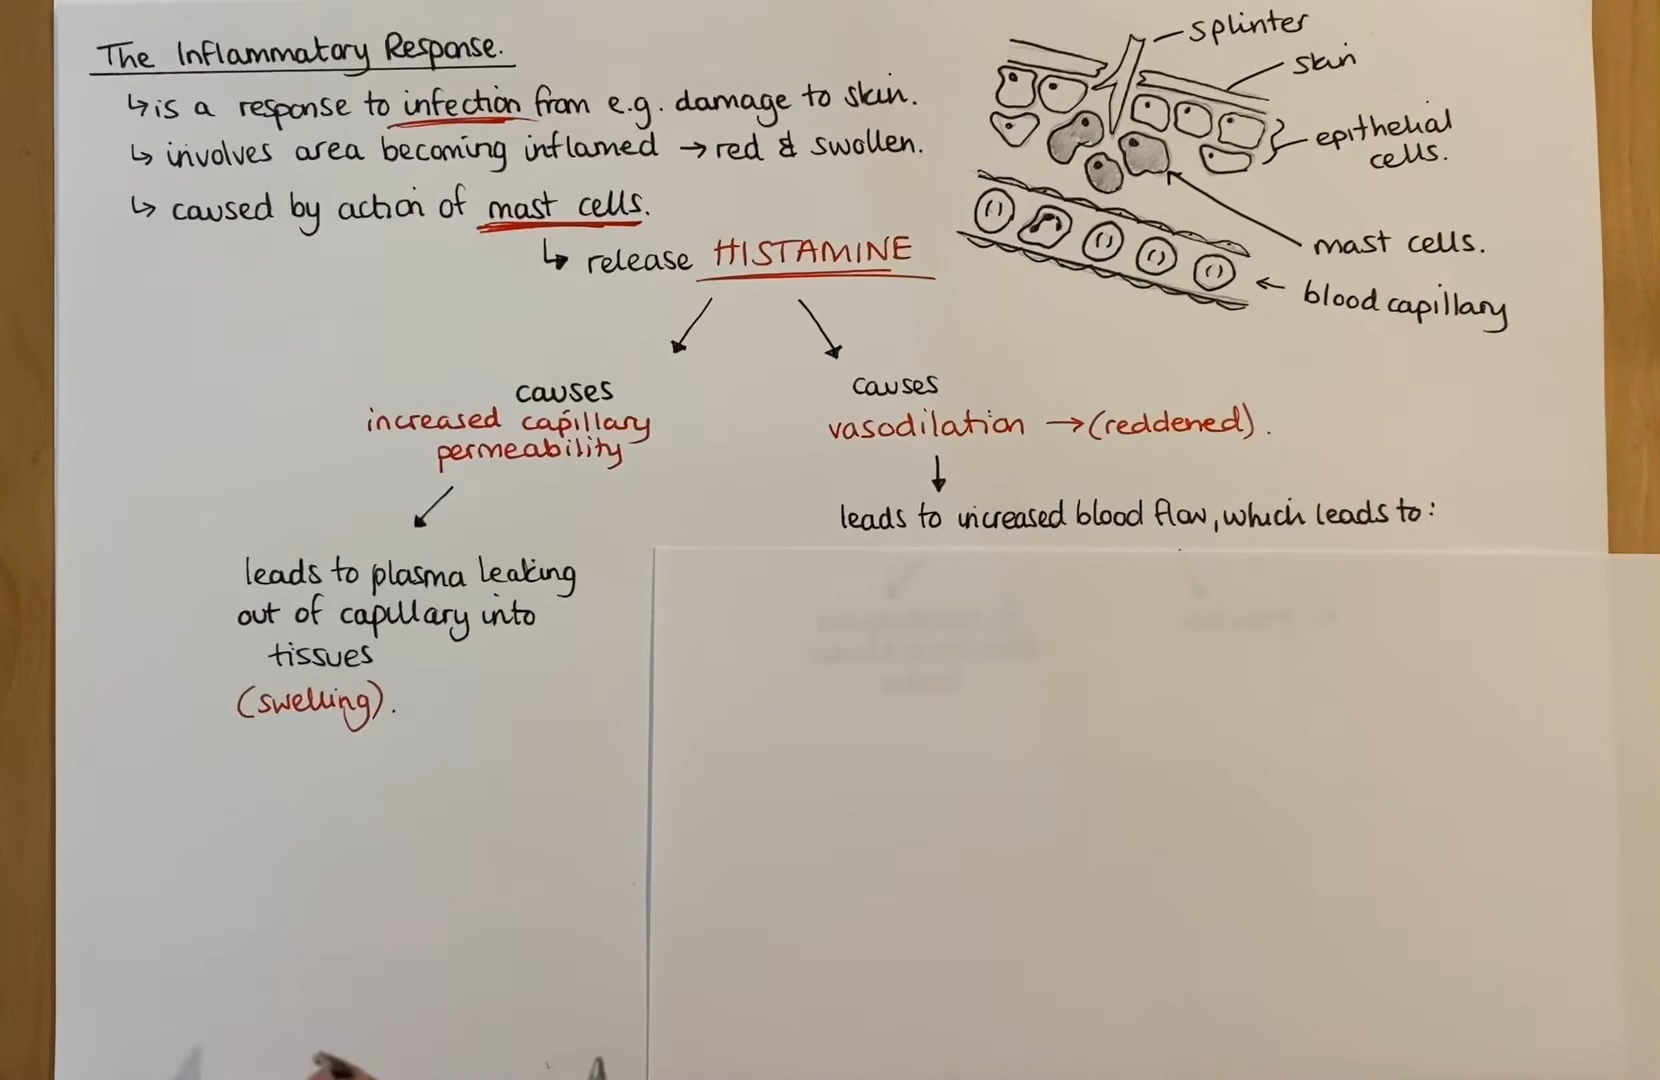 The Inflammatory Response.
↳ is a response to infection from e.g. damage to skin.
↳ involves area becoming inflamed → red & swollen.
↳ caused by action of mast cells.
↳ release HISTAMINE
splinter
skin
epithelial
cells.
mast cells.
blood capillary
causes
increased capillary
permeability
leads to plasma leaking
out of capillary into
tissues
(swelling).
causes
vasodilation → (reddened).
leads to increased blood flow, which leads to: